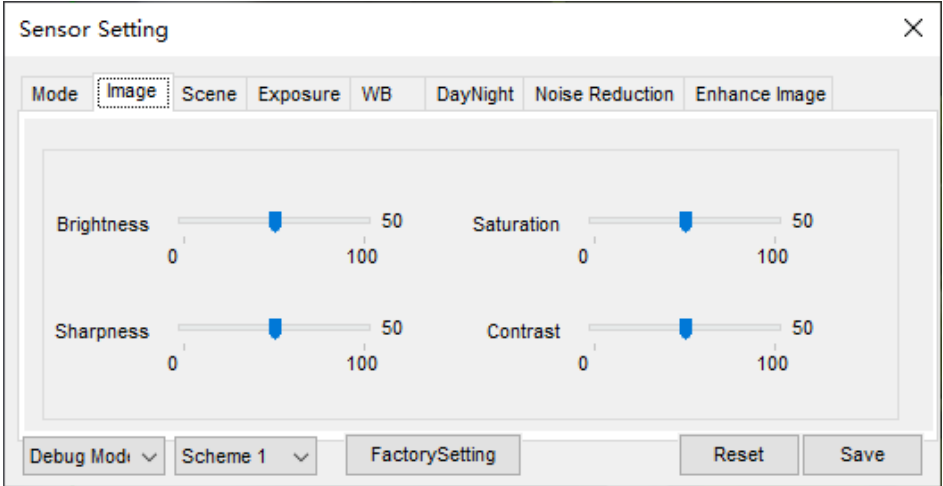 Sensor Setting
Mode Image Scene Exposure WB DayNight Noise Reduction Enhance Image
Brightness 50 Saturation 50
0 100 0 100
Sharpness 50 Contrast 50
0 100 0 100
Debug Mod Scheme 1 FactorySetting Reset Save